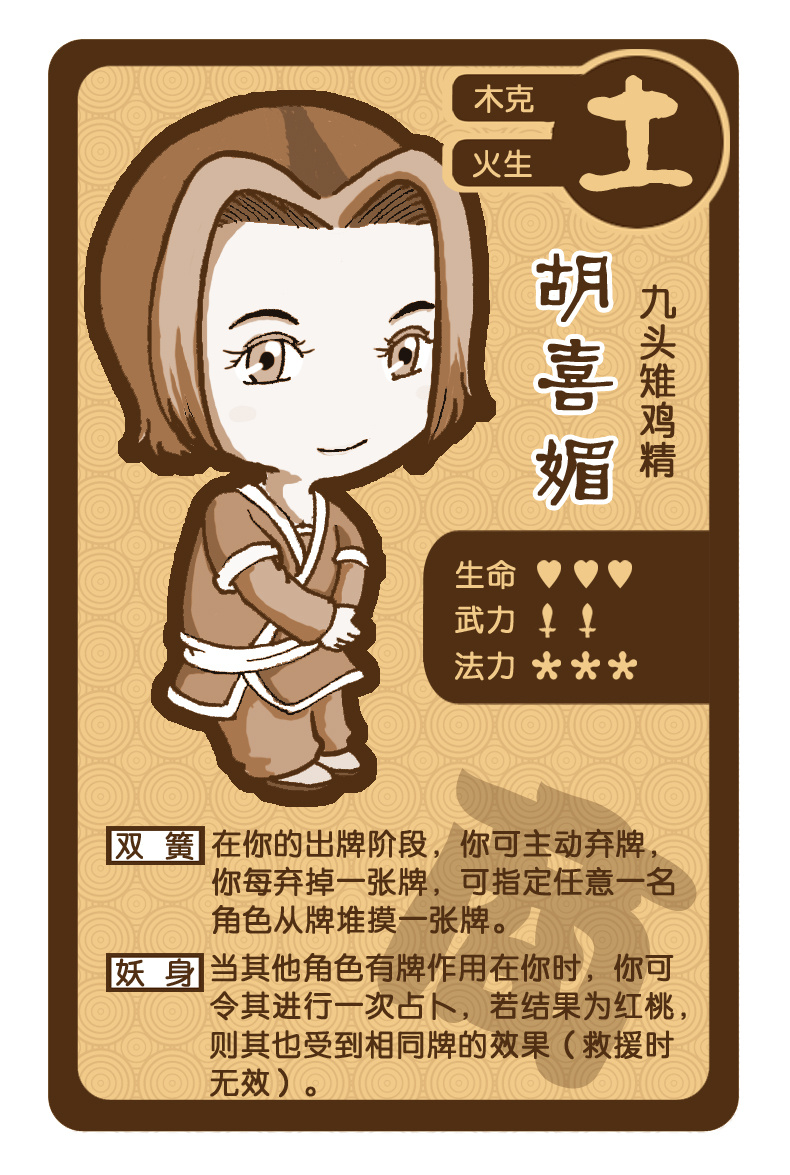 木克
火生
土
胡喜媚
九头雉鸡精
生命
武力
法力
双簧 在你的出牌阶段，你可主动弃牌，
你每弃掉一张牌，可指定任意一名
角色从牌堆摸一张牌。
妖身 当其他角色有牌作用在你时，你可
令其进行一次占卜，若结果为红桃，
则其也受到相同牌的效果（救援时
无效）。